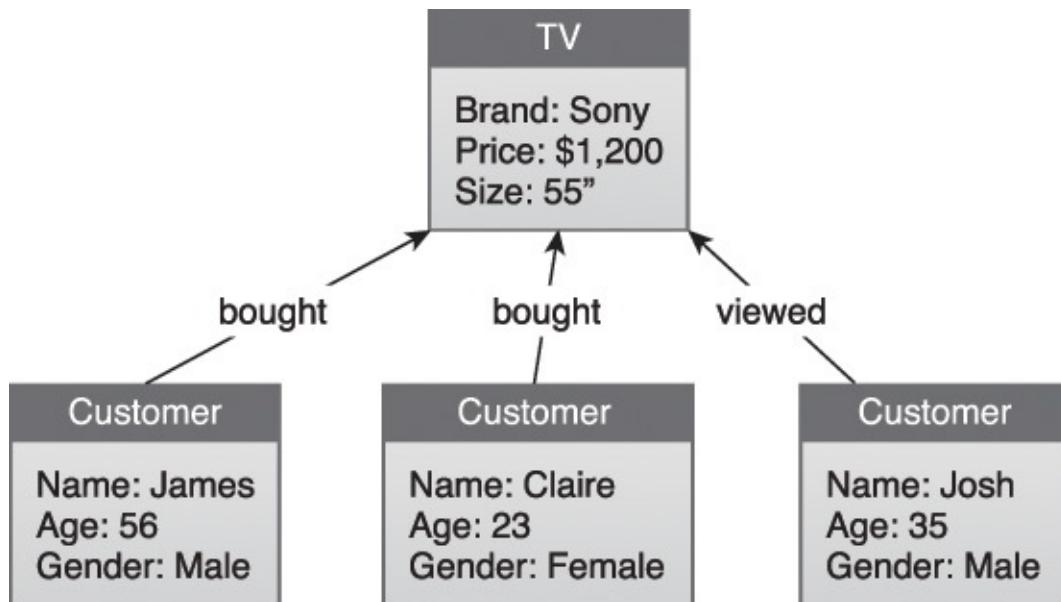 TV
Brand: Sony
Price: $1,200
Size: 55”
bought
bought
viewed
Customer
Name: James
Age: 56
Gender: Male
Customer
Name: Claire
Age: 23
Gender: Female
Customer
Name: Josh
Age: 35
Gender: Male